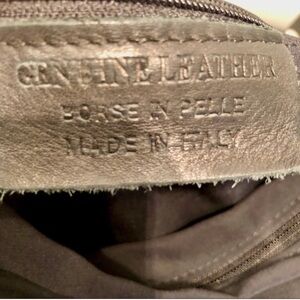 GENUINE LEATHER
BORSE IN PELLE
MADE IN ITALY